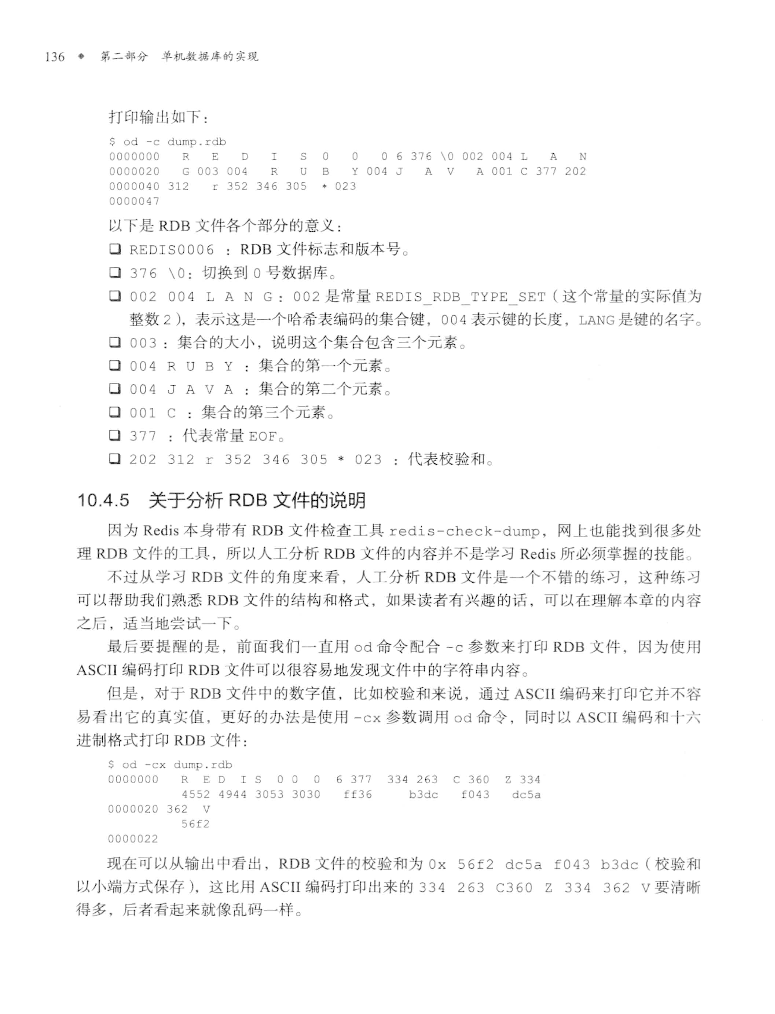 136 ◆ 第二部分 单机数据库的实现
打印输出如下：
$ od -c dump.rdb
0000000 R E D I S 0 0 0 6 376 \0 002 004 L A N
0000020 G 003 004 R U B Y 004 J A V A 001 C 377 202
0000040 312 r 352 346 305 * 023
0000047
以下是 RDB 文件各个部分的意义：
❏ REDIS0006 ：RDB 文件标志和版本号。
❏ 376 \0：切换到 0 号数据库。
❏ 002 004 L A N G：002 是常量 REDIS_RDB_TYPE_SET（这个常量的实际值为
整数 2），表示这是一个哈希表编码的集合键，004 表示键的长度，LANG 是键的名字。
❏ 003：集合的大小，说明这个集合包含三个元素。
❏ 004 R U B Y ：集合的第一个元素。
❏ 004 J A V A ：集合的第二个元素。
❏ 001 C ：集合的第三个元素。
❏ 377 ：代表常量 EOF。
❏ 202 312 r 352 346 305 * 023 ：代表校验和。
10.4.5 关于分析 RDB 文件的说明
因为 Redis 本身带有 RDB 文件检查工具 redis-check-dump，网上也能找到很多处
理 RDB 文件的工具，所以人工分析 RDB 文件的内容并不是学习 Redis 所必须掌握的技能。
不过从学习 RDB 文件的角度来看，人工分析 RDB 文件是一个不错的练习，这种练习
可以帮助我们熟悉 RDB 文件的结构和格式，如果读者有兴趣的话，可以在理解本章的内容
之后，适当地尝试一下。
最后要提醒的是，前面我们一直用 od 命令配合 -c 参数来打印 RDB 文件，因为使用
ASCII 编码打印 RDB 文件可以很容易地发现文件中的字符串内容。
但是，对于 RDB 文件中的数字值，比如校验和来说，通过 ASCII 编码来打印它并不容
易看出它的真实值，更好的办法是使用 -cx 参数调用 od 命令，同时以 ASCII 编码和十六
进制格式打印 RDB 文件：
$ od -cx dump.rdb
0000000 R E D I S 0 0 0 6 377 334 263 C 360 Z 334
4552 4944 3053 3030 ff36 b3dc f043 dc5a
0000020 362 V
56f2
0000022
现在可以从输出中看出，RDB 文件的校验和为 0x 56f2 dc5a f043 b3dc（校验和
以小端方式保存），这比用 ASCII 编码打印出来的 334 263 C360 Z 334 362 V 要清晰
得多，后者看起来就像乱码一样。